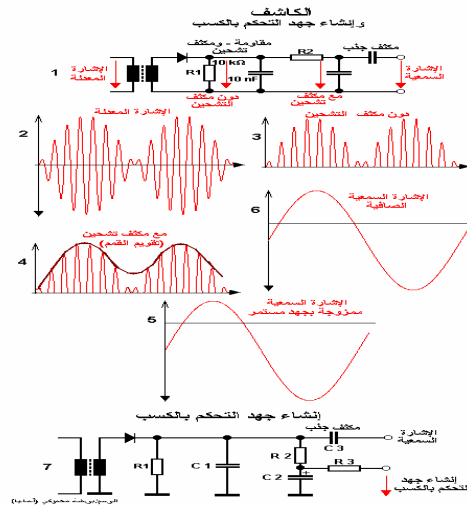 الكاشف
وإنشاء جهد التحكم بالكسب
مقاومة - ومكثف
تشحين
مكثف جذب
الإشارة
المعدلة
1
R1
10 kΩ
10 nF
R2
الإشارة
السمعية
دون مكثف
التشحين
مع مكثف
تشحين
2
الإشارة المعدلة
3
دون مكثف التشحين
4
مع مكثف تشحين
(تقويم القمم)
6
الإشارة السمعية
الصافية
5
الإشارة السمعية
ممزوجة بجهد مستمر
إنشاء جهد التحكم بالكسب
مكثف جذب
C 3
الإشارة
السمعية
7
R1
C 1
R 2
C 2
+
R 3
إنشاء جهد
التحكم بالكسب